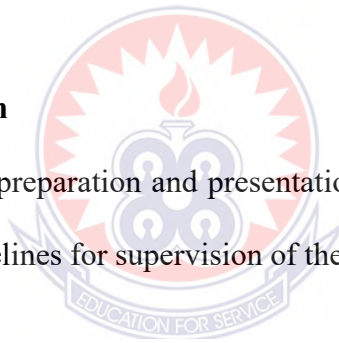 n
preparation and presentatio
elines for supervision of the
EDUCATION FOR SERVICE